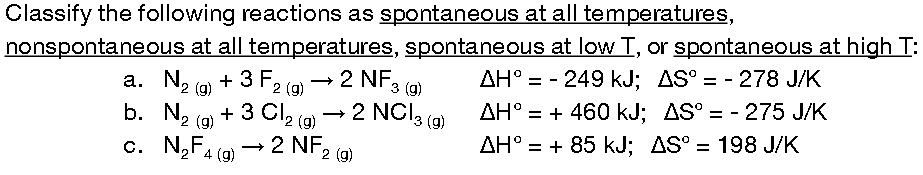 Classify the following reactions as spontaneous at all temperatures,
nonspontaneous at all temperatures, spontaneous at low T, or spontaneous at high T:
a. N₂ (g) + 3 F₂ (g) → 2 NF₃ (g) ΔH° = - 249 kJ; ΔS° = - 278 J/K
b. N₂ (g) + 3 Cl₂ (g) → 2 NCl₃ (g) ΔH° = + 460 kJ; ΔS° = - 275 J/K
c. N₂F₄ (g) → 2 NF₂ (g) ΔH° = + 85 kJ; ΔS° = 198 J/K